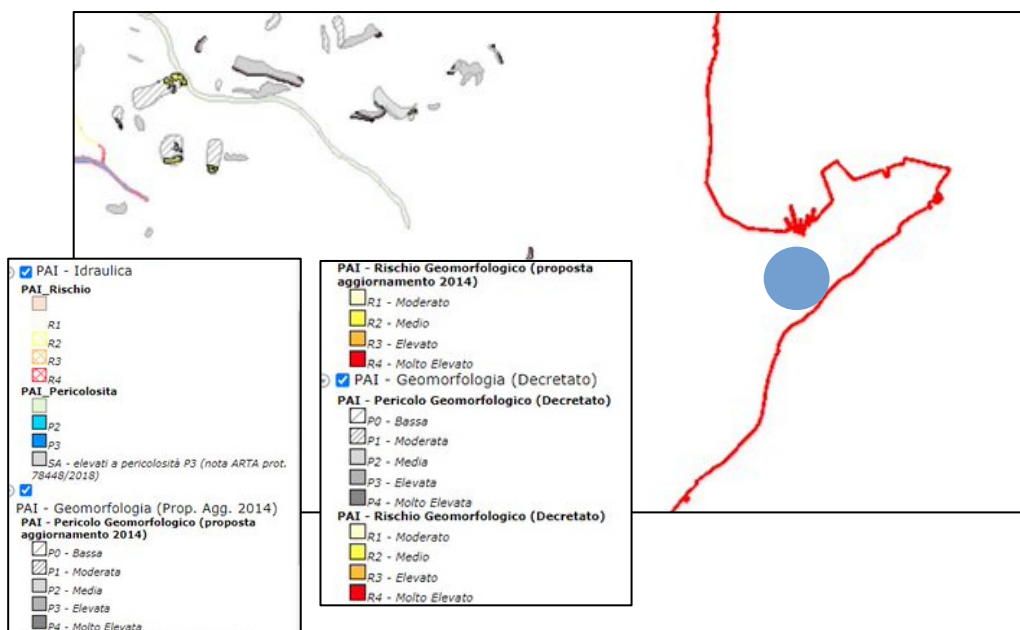 PAI - Idraulica
PAI_Rischio
R1
R2
R3
R4
PAI_Pericolosita
P2
P3
SA - elevati a pericolosità P3 (nota ARTA prot.
78448/2018)
PAI - Geomorfologia (Prop. Agg. 2014)
PAI - Pericolo Geomorfologico (proposta
aggiornamento 2014)
P0 - Bassa
P1 - Moderata
P2 - Media
P3 - Elevata
P4 - Molto Elevata
PAI - Rischio Geomorfologico (proposta
aggiornamento 2014)
R1 - Moderato
R2 - Medio
R3 - Elevato
R4 - Molto Elevato
PAI - Geomorfologia (Decretato)
PAI - Pericolo Geomorfologico (Decretato)
P0 - Bassa
P1 - Moderata
P2 - Media
P3 - Elevata
P4 - Molto Elevata
PAI - Rischio Geomorfologico (Decretato)
R1 - Moderato
R2 - Medio
R3 - Elevato
R4 - Molto Elevato